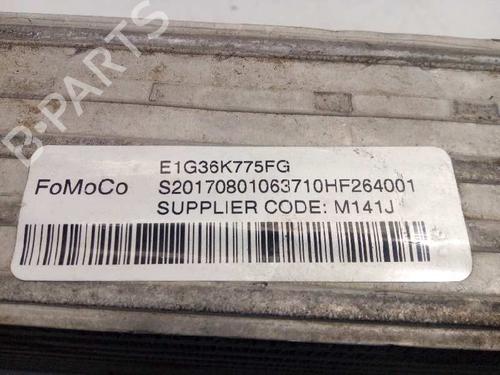 B-PARTS
E1G36K775FG
FoMoCo
S20170801063710HF264001
SUPPLIER CODE: M141J